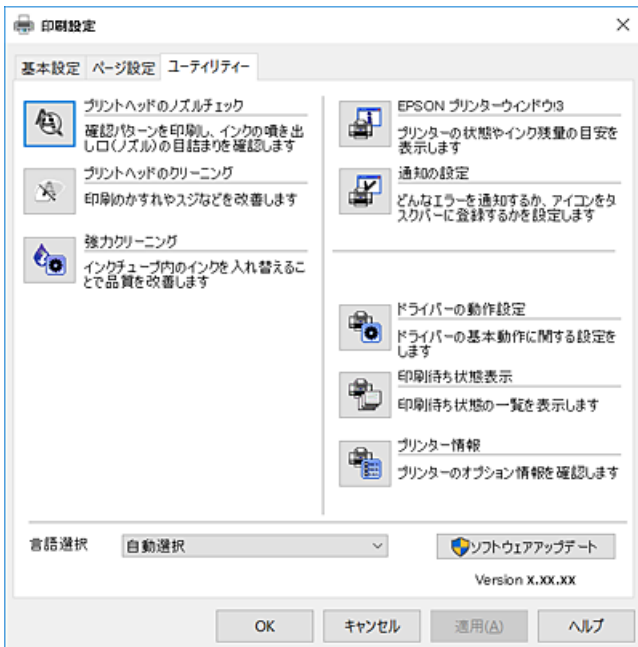 印刷設定
基本設定 ページ設定 ユーティリティー
プリントヘッドのノズルチェック
確認パターンを印刷し、インクの噴き出
し口(ノズル)の目詰まりを確認します
プリントヘッドのクリーニング
印刷のかすれやスジなどを改善します
強力クリーニング
インクチューブ内のインクを入れ替えるこ
とで品質を改善します
EPSON プリンターウィンドウ!3
プリンターの状態やインク残量の目安を
表示します
通知の設定
どんなエラーを通知するか、アイコンをタ
スクバーに登録するかを設定します
ドライバーの動作設定
ドライバーの基本動作に関する設定を
します
印刷待ち状態表示
印刷待ち状態の一覧を表示します
プリンター情報
プリンターのオプション情報を確認します
言語選択 自動選択
ソフトウェアアップデート
Version x.xx.xx
OK キャンセル 適用(A) ヘルプ